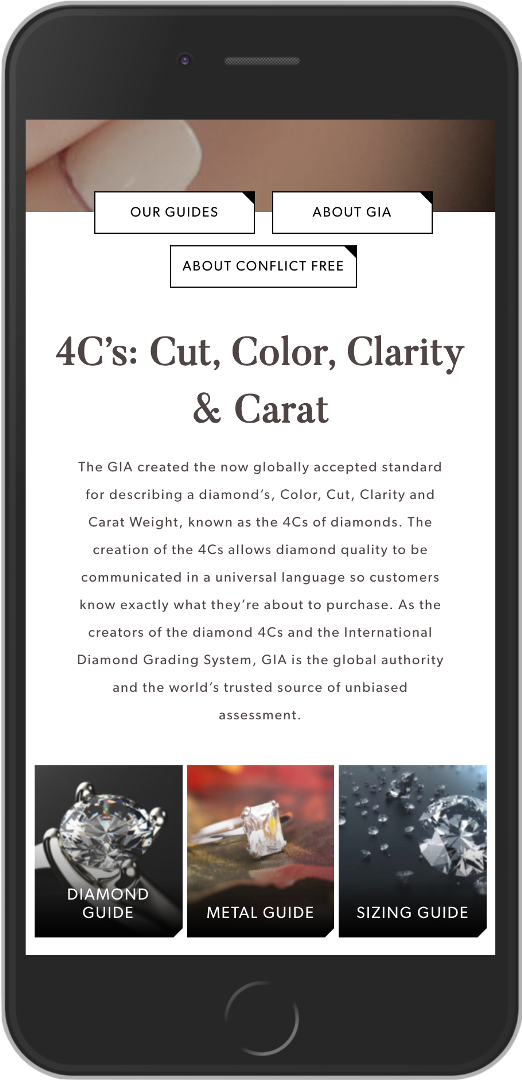 OUR GUIDES
ABOUT GIA
ABOUT CONFLICT FREE
4C’s: Cut, Color, Clarity
& Carat
The GIA created the now globally accepted standard
for describing a diamond’s, Color, Cut, Clarity and
Carat Weight, known as the 4Cs of diamonds. The
creation of the 4Cs allows diamond quality to be
communicated in a universal language so customers
know exactly what they’re about to purchase. As the
creators of the diamond 4Cs and the International
Diamond Grading System, GIA is the global authority
and the world’s trusted source of unbiased
assessment.
DIAMOND
GUIDE
METAL GUIDE
SIZING GUIDE